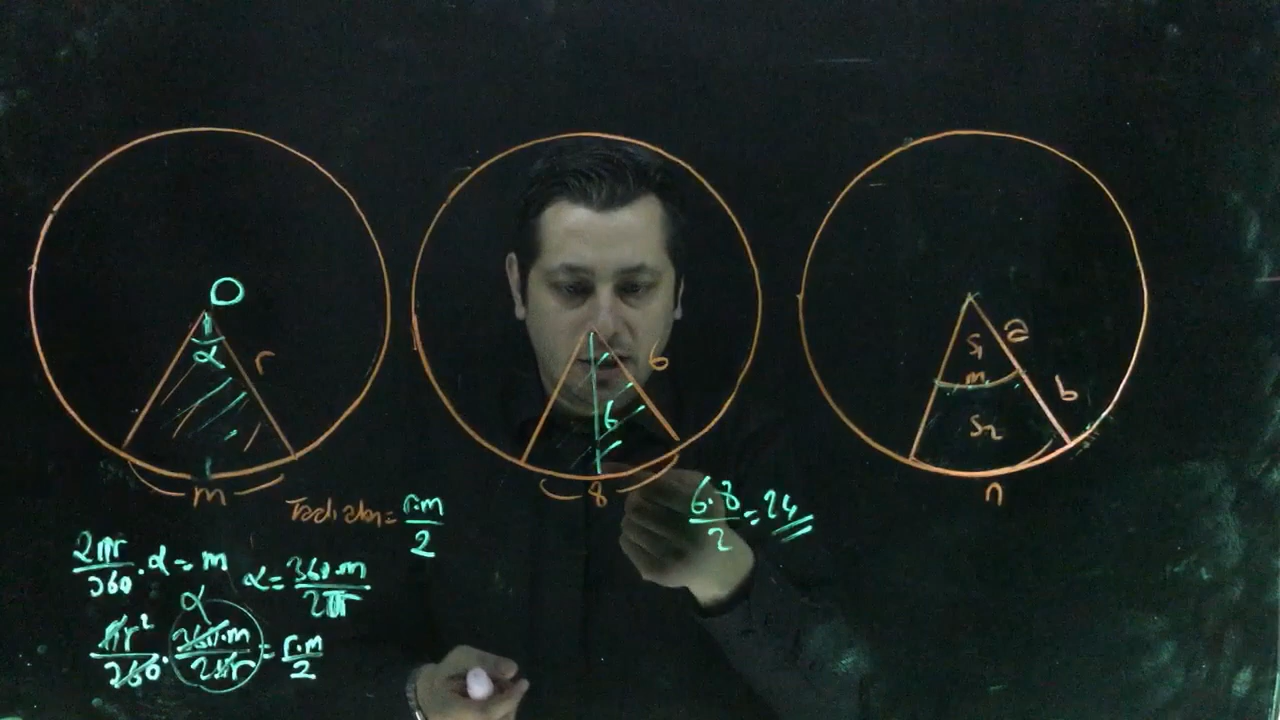 O
α
r
m
Taralı alan = r.m/2
2πr/360 . α = m
α = 360.m/2πr
α
πr²/360 . 360.m/2πr = r.m/2
6
6
8
6.8/2 = 24
S₁
a
m
b
S₂
n